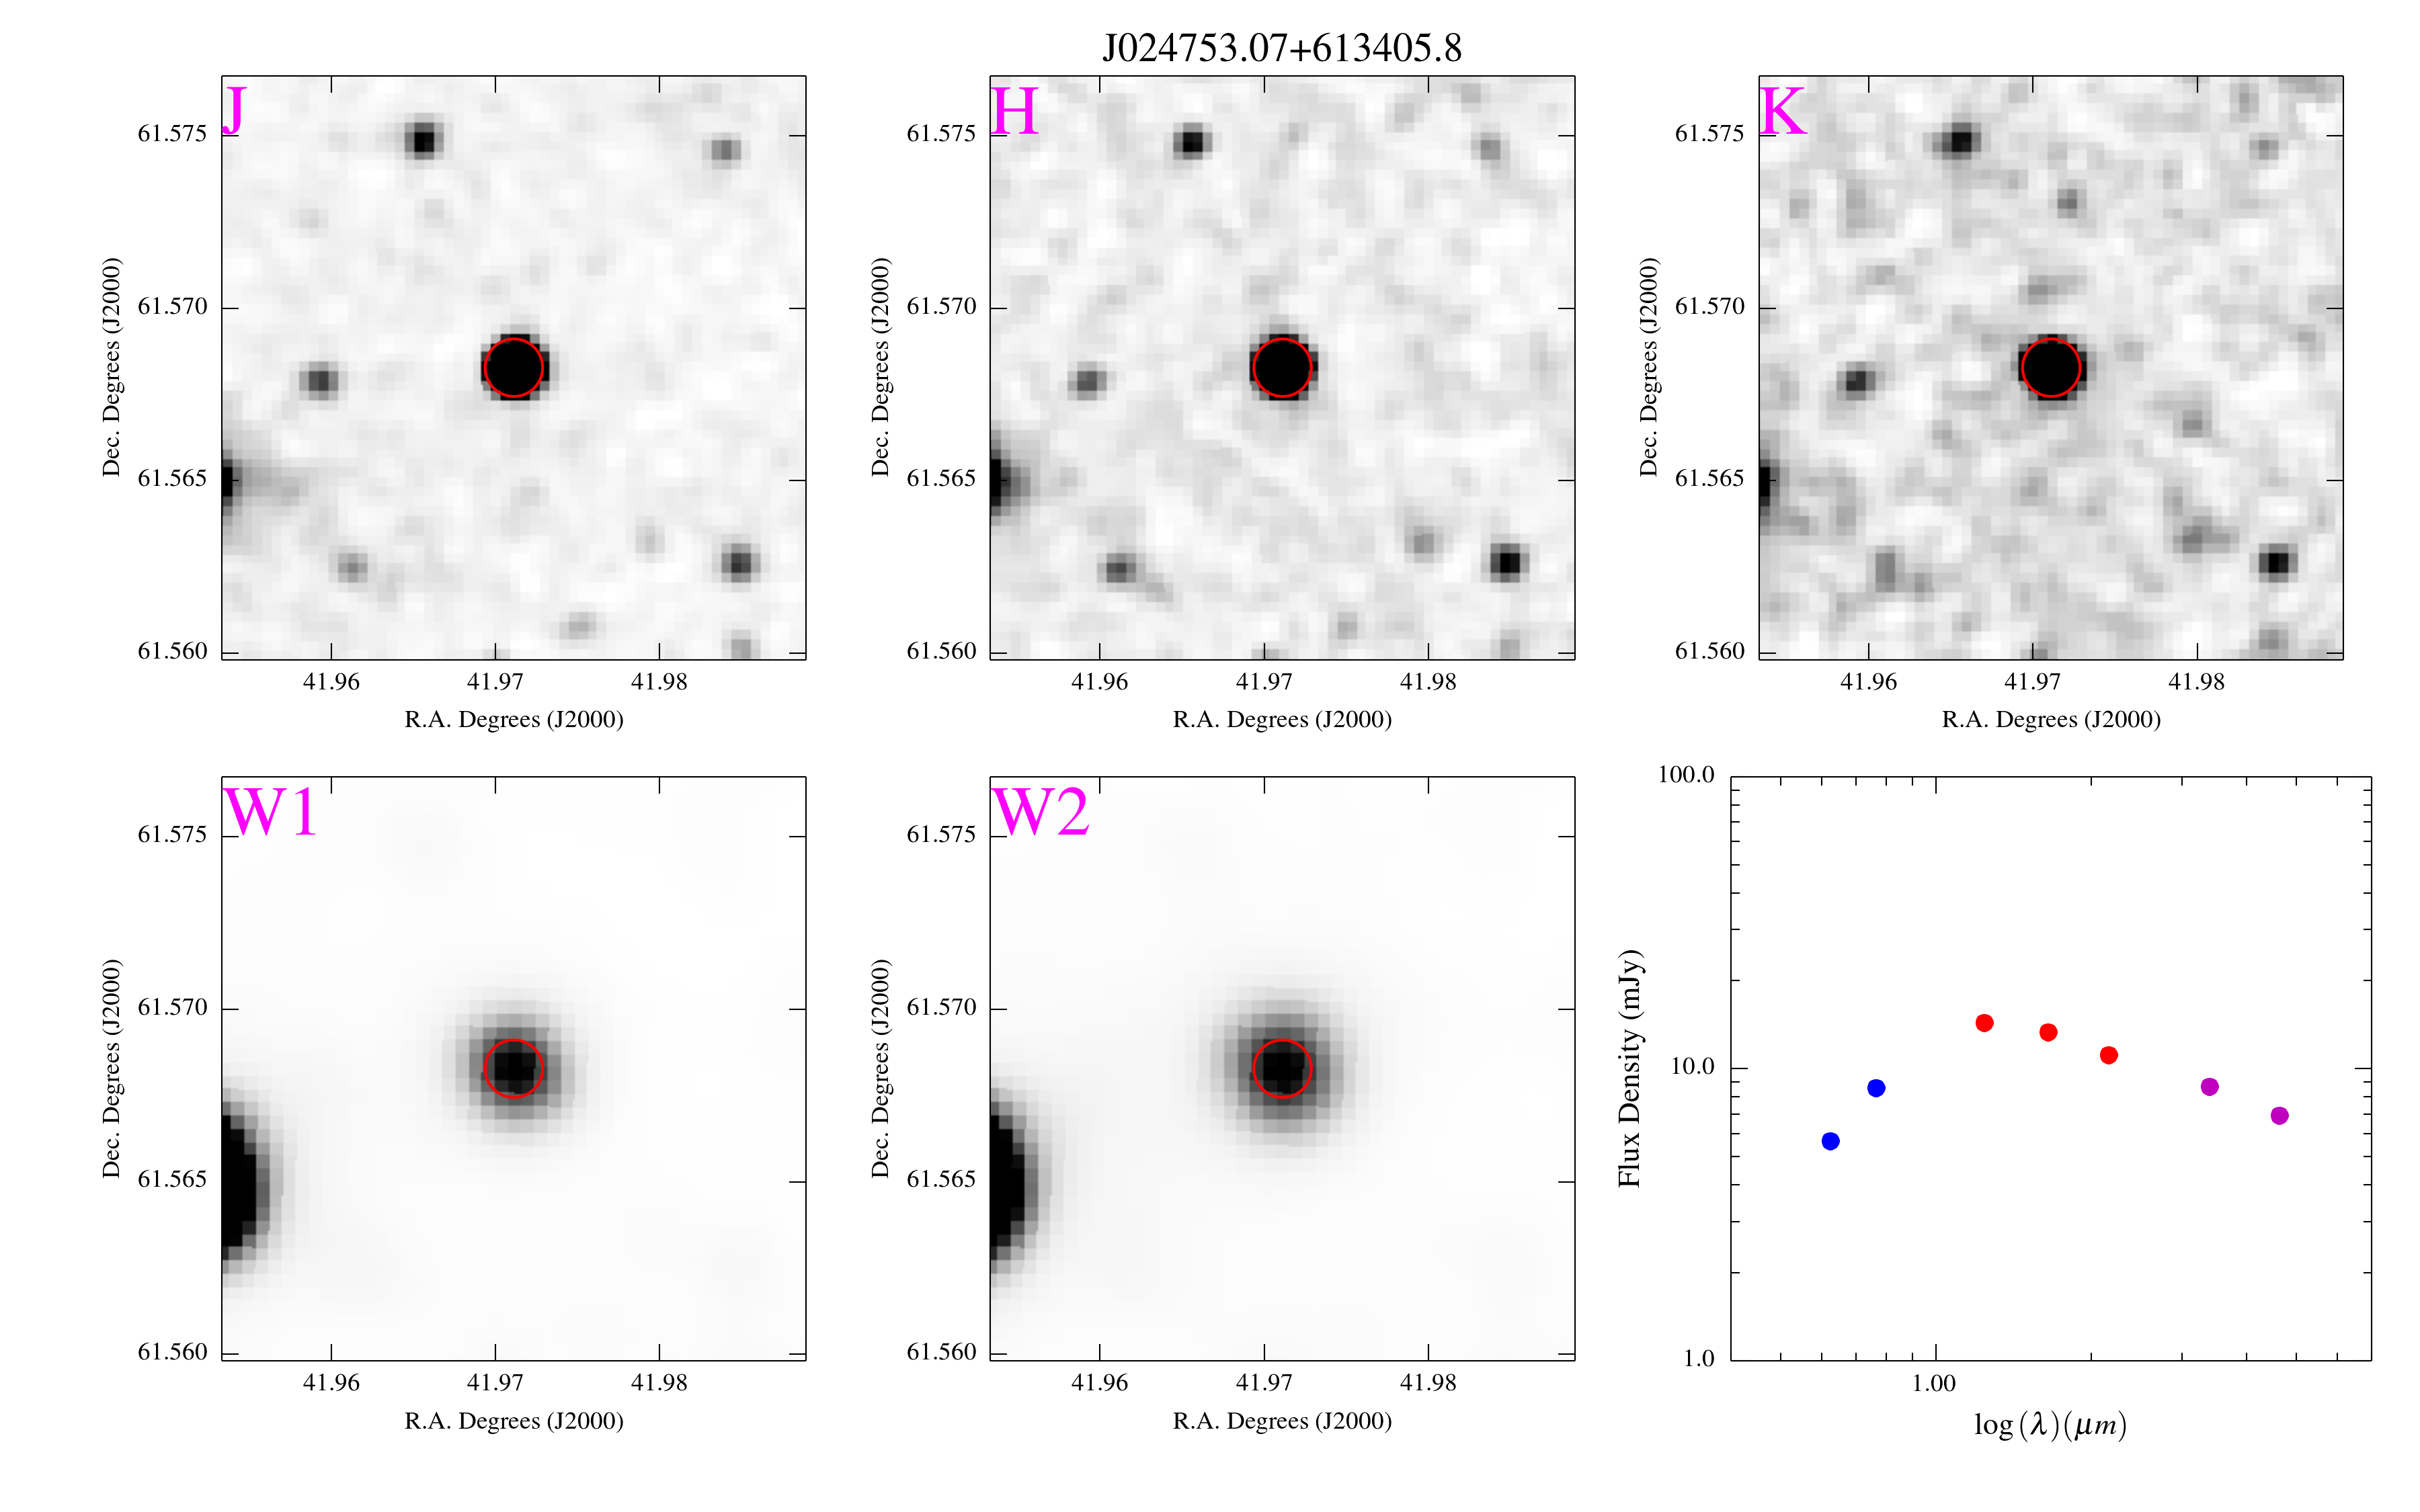 J024753.07+613405.8
J
61.575
61.570
61.565
61.560
Dec. Degrees (J2000)
41.96 41.97 41.98
R.A. Degrees (J2000)
H
61.575
61.570
61.565
61.560
Dec. Degrees (J2000)
41.96 41.97 41.98
R.A. Degrees (J2000)
K
61.575
61.570
61.565
61.560
Dec. Degrees (J2000)
41.96 41.97 41.98
R.A. Degrees (J2000)
W1
61.575
61.570
61.565
61.560
Dec. Degrees (J2000)
41.96 41.97 41.98
R.A. Degrees (J2000)
W2
61.575
61.570
61.565
61.560
Dec. Degrees (J2000)
41.96 41.97 41.98
R.A. Degrees (J2000)
100.0
10.0
1.0
Flux Density (mJy)
1.00
log (λ)(μm)